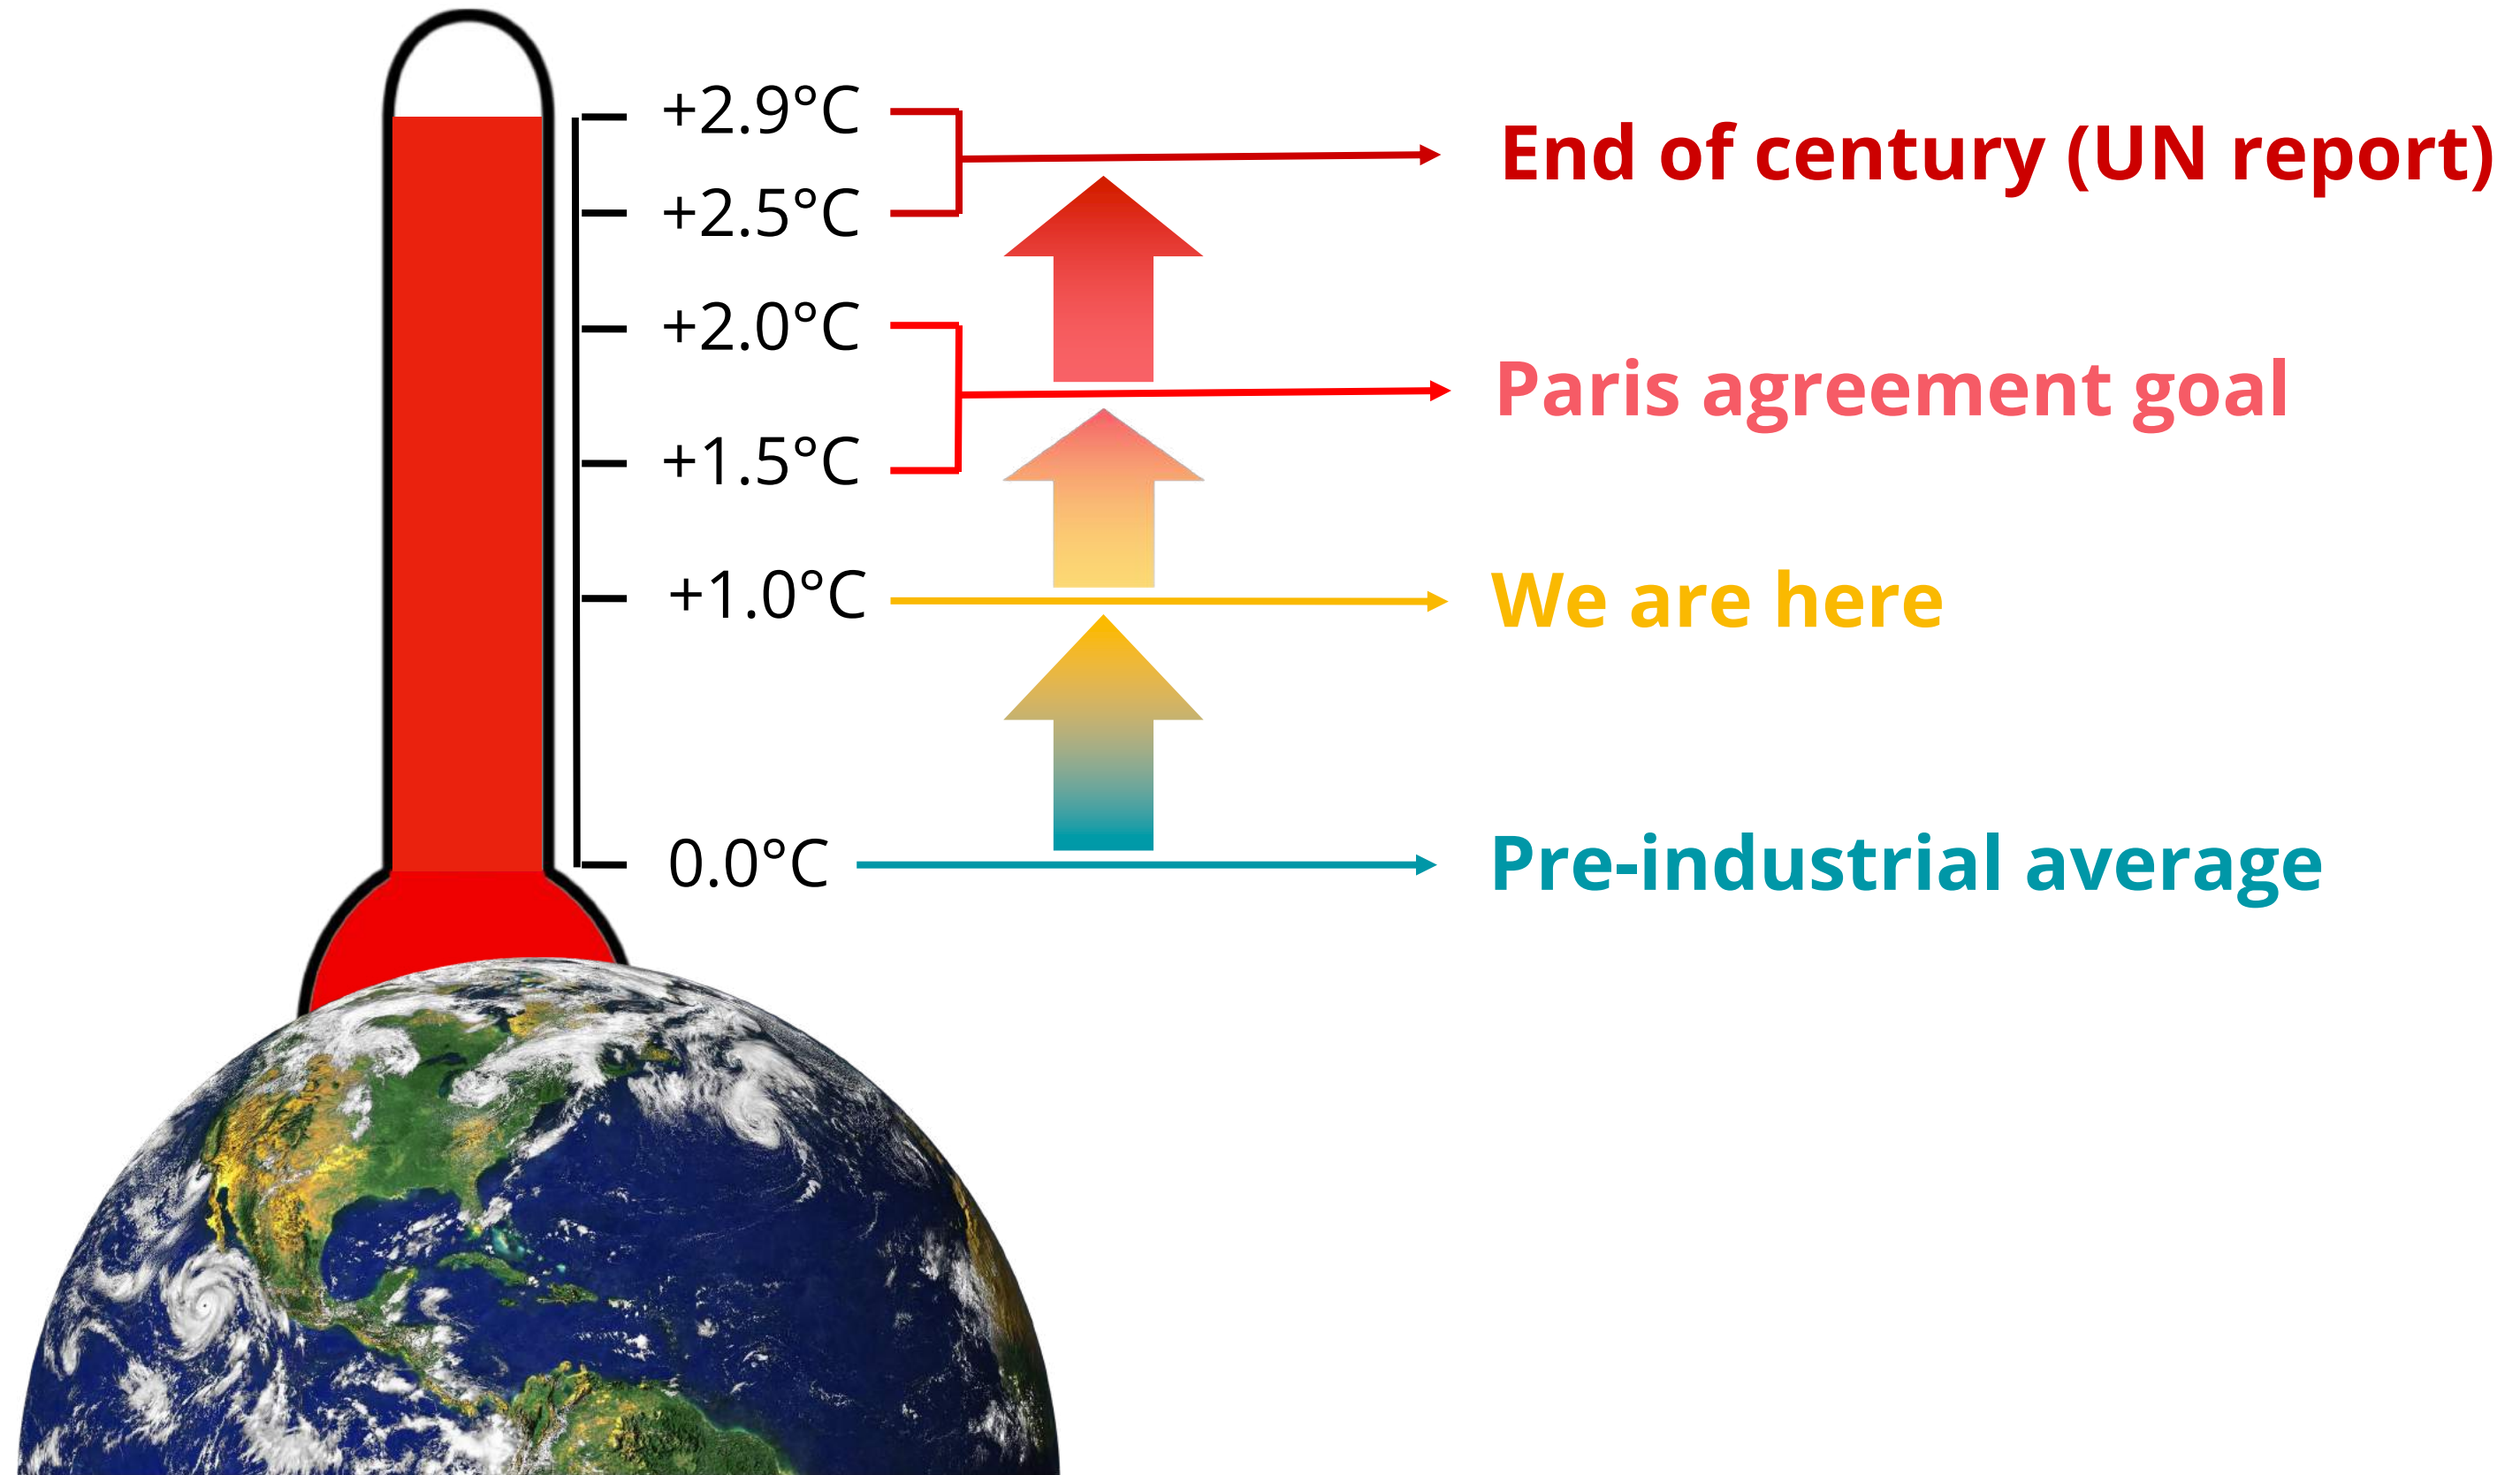 +2.9°C
End of century (UN report)
+2.5°C
+2.0°C
Paris agreement goal
+1.5°C
+1.0°C
We are here
0.0°C
Pre-industrial average